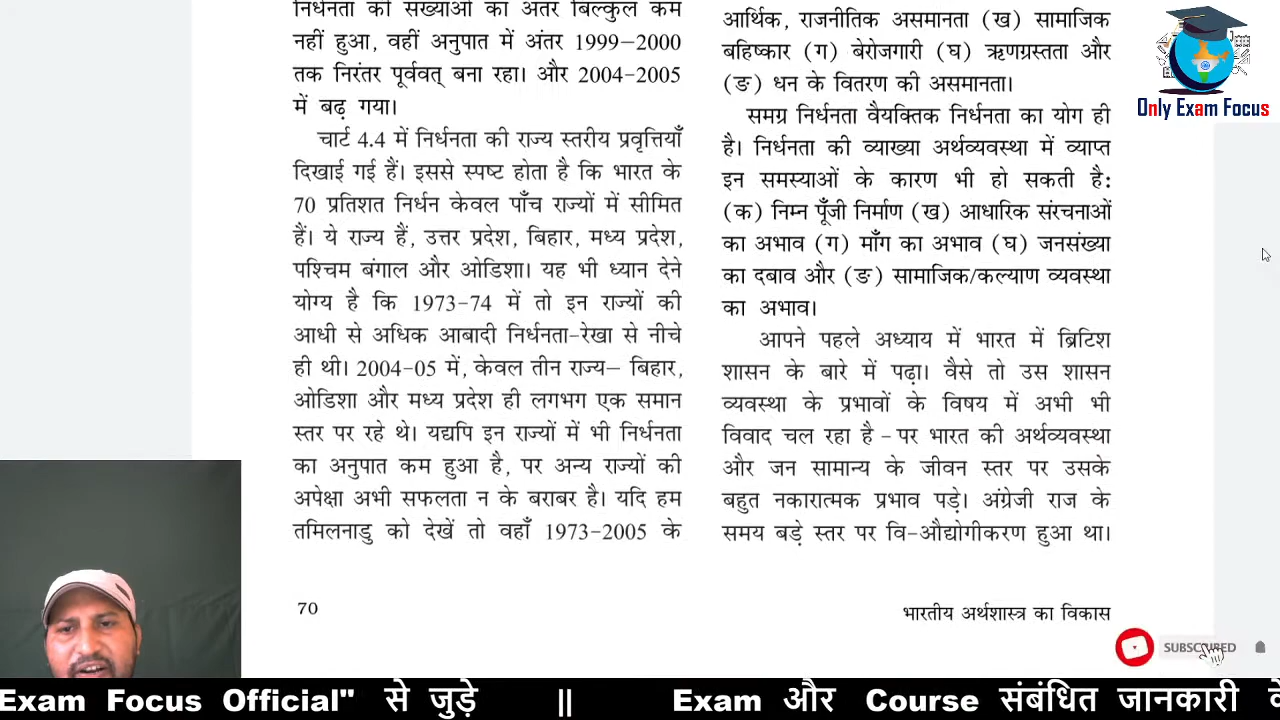 निर्धनता की संख्याओं का अंतर बिल्कुल कम
नहीं हुआ, वहीं अनुपात में अंतर 1999–2000
तक निरंतर पूर्ववत् बना रहा। और 2004-2005
में बढ़ गया।
चार्ट 4.4 में निर्धनता की राज्य स्तरीय प्रवृत्तियाँ
दिखाई गई हैं। इससे स्पष्ट होता है कि भारत के
70 प्रतिशत निर्धन केवल पाँच राज्यों में सीमित
हैं। ये राज्य हैं, उत्तर प्रदेश, बिहार, मध्य प्रदेश,
पश्चिम बंगाल और ओडिशा। यह भी ध्यान देने
योग्य है कि 1973-74 में तो इन राज्यों की
आधी से अधिक आबादी निर्धनता-रेखा से नीचे
ही थी। 2004-05 में, केवल तीन राज्य– बिहार,
ओडिशा और मध्य प्रदेश ही लगभग एक समान
स्तर पर रहे थे। यद्यपि इन राज्यों में भी निर्धनता
का अनुपात कम हुआ है, पर अन्य राज्यों की
अपेक्षा अभी सफलता न के बराबर है। यदि हम
तमिलनाडु को देखें तो वहाँ 1973-2005 के
आर्थिक, राजनीतिक असमानता (ख) सामाजिक
बहिष्कार (ग) बेरोजगारी (घ) ऋणग्रस्तता और
(ङ) धन के वितरण की असमानता।
समग्र निर्धनता वैयक्तिक निर्धनता का योग ही
है। निर्धनता की व्याख्या अर्थव्यवस्था में व्याप्त
इन समस्याओं के कारण भी हो सकती है:
(क) निम्न पूँजी निर्माण (ख) आधारिक संरचनाओं
का अभाव (ग) माँग का अभाव (घ) जनसंख्या
का दबाव और (ङ) सामाजिक/कल्याण व्यवस्था
का अभाव।
आपने पहले अध्याय में भारत में ब्रिटिश
शासन के बारे में पढ़ा। वैसे तो उस शासन
व्यवस्था के प्रभावों के विषय में अभी भी
विवाद चल रहा है - पर भारत की अर्थव्यवस्था
और जन सामान्य के जीवन स्तर पर उसके
बहुत नकारात्मक प्रभाव पड़े। अंग्रेजी राज के
समय बड़े स्तर पर वि-औद्योगीकरण हुआ था।
70
भारतीय अर्थशास्त्र का विकास
Only Exam Focus
SUBSCRIBED
Exam Focus Official" से जुड़े || Exam और Course संबंधित जानकारी के